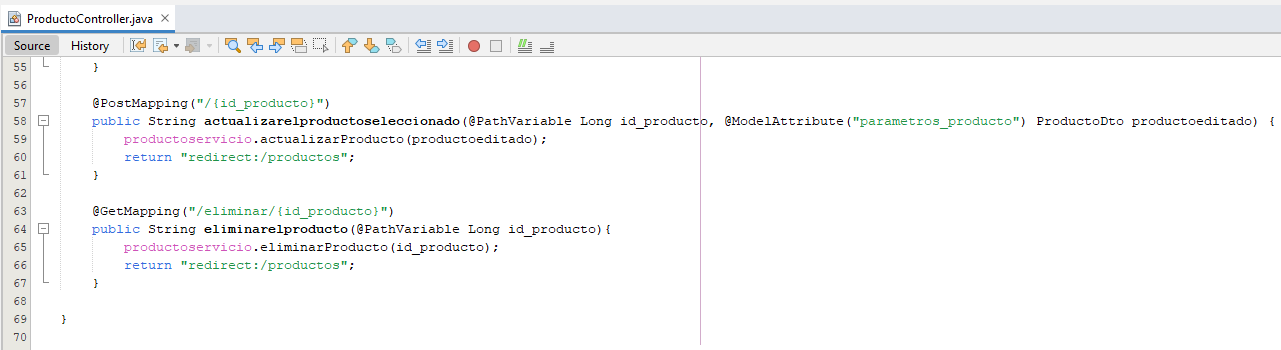 ProductoController.java
Source History
55 }
56
57 @PostMapping("/{id_producto}")
58 public String actualizarelproductoseleccionado(@PathVariable Long id_producto, @ModelAttribute("parametros_producto") ProductoDto productoeditado) {
59 productoservicio.actualizarProducto(productoeditado);
60 return "redirect:/productos";
61 }
62
63 @GetMapping("/eliminar/{id_producto}")
64 public String eliminarelproducto(@PathVariable Long id_producto){
65 productoservicio.eliminarProducto(id_producto);
66 return "redirect:/productos";
67 }
68
69 }
70